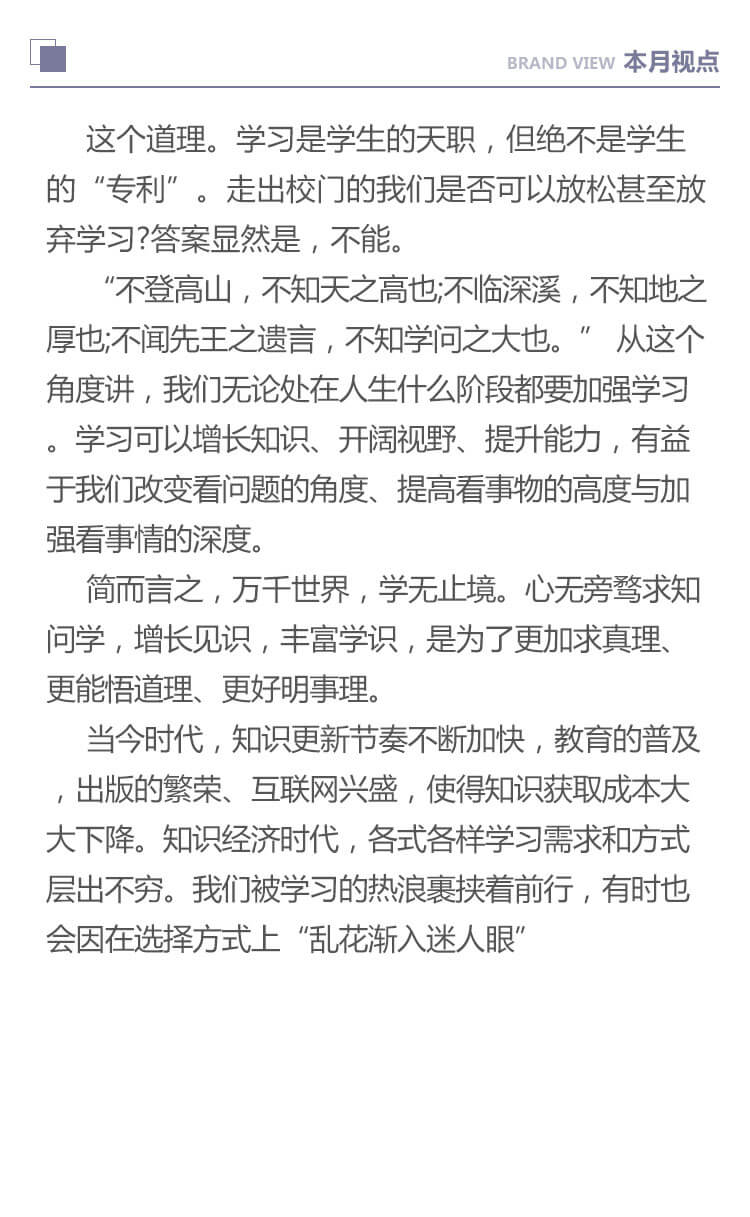 BRAND VIEW 本月视点
这个道理。学习是学生的天职，但绝不是学生
的“专利”。走出校门的我们是否可以放松甚至放
弃学习?答案显然是，不能。
“不登高山，不知天之高也;不临深溪，不知地之
厚也;不闻先王之遗言，不知学问之大也。” 从这个
角度讲，我们无论处在人生什么阶段都要加强学习
。学习可以增长知识、开阔视野、提升能力，有益
于我们改变看问题的角度、提高看事物的高度与加
强看事情的深度。
简而言之，万千世界，学无止境。心无旁骛求知
问学，增长见识，丰富学识，是为了更加求真理、
更能悟道理、更好明事理。
当今时代，知识更新节奏不断加快，教育的普及
，出版的繁荣、互联网兴盛，使得知识获取成本大
大下降。知识经济时代，各式各样学习需求和方式
层出不穷。我们被学习的热浪裹挟着前行，有时也
会因在选择方式上“乱花渐入迷人眼”